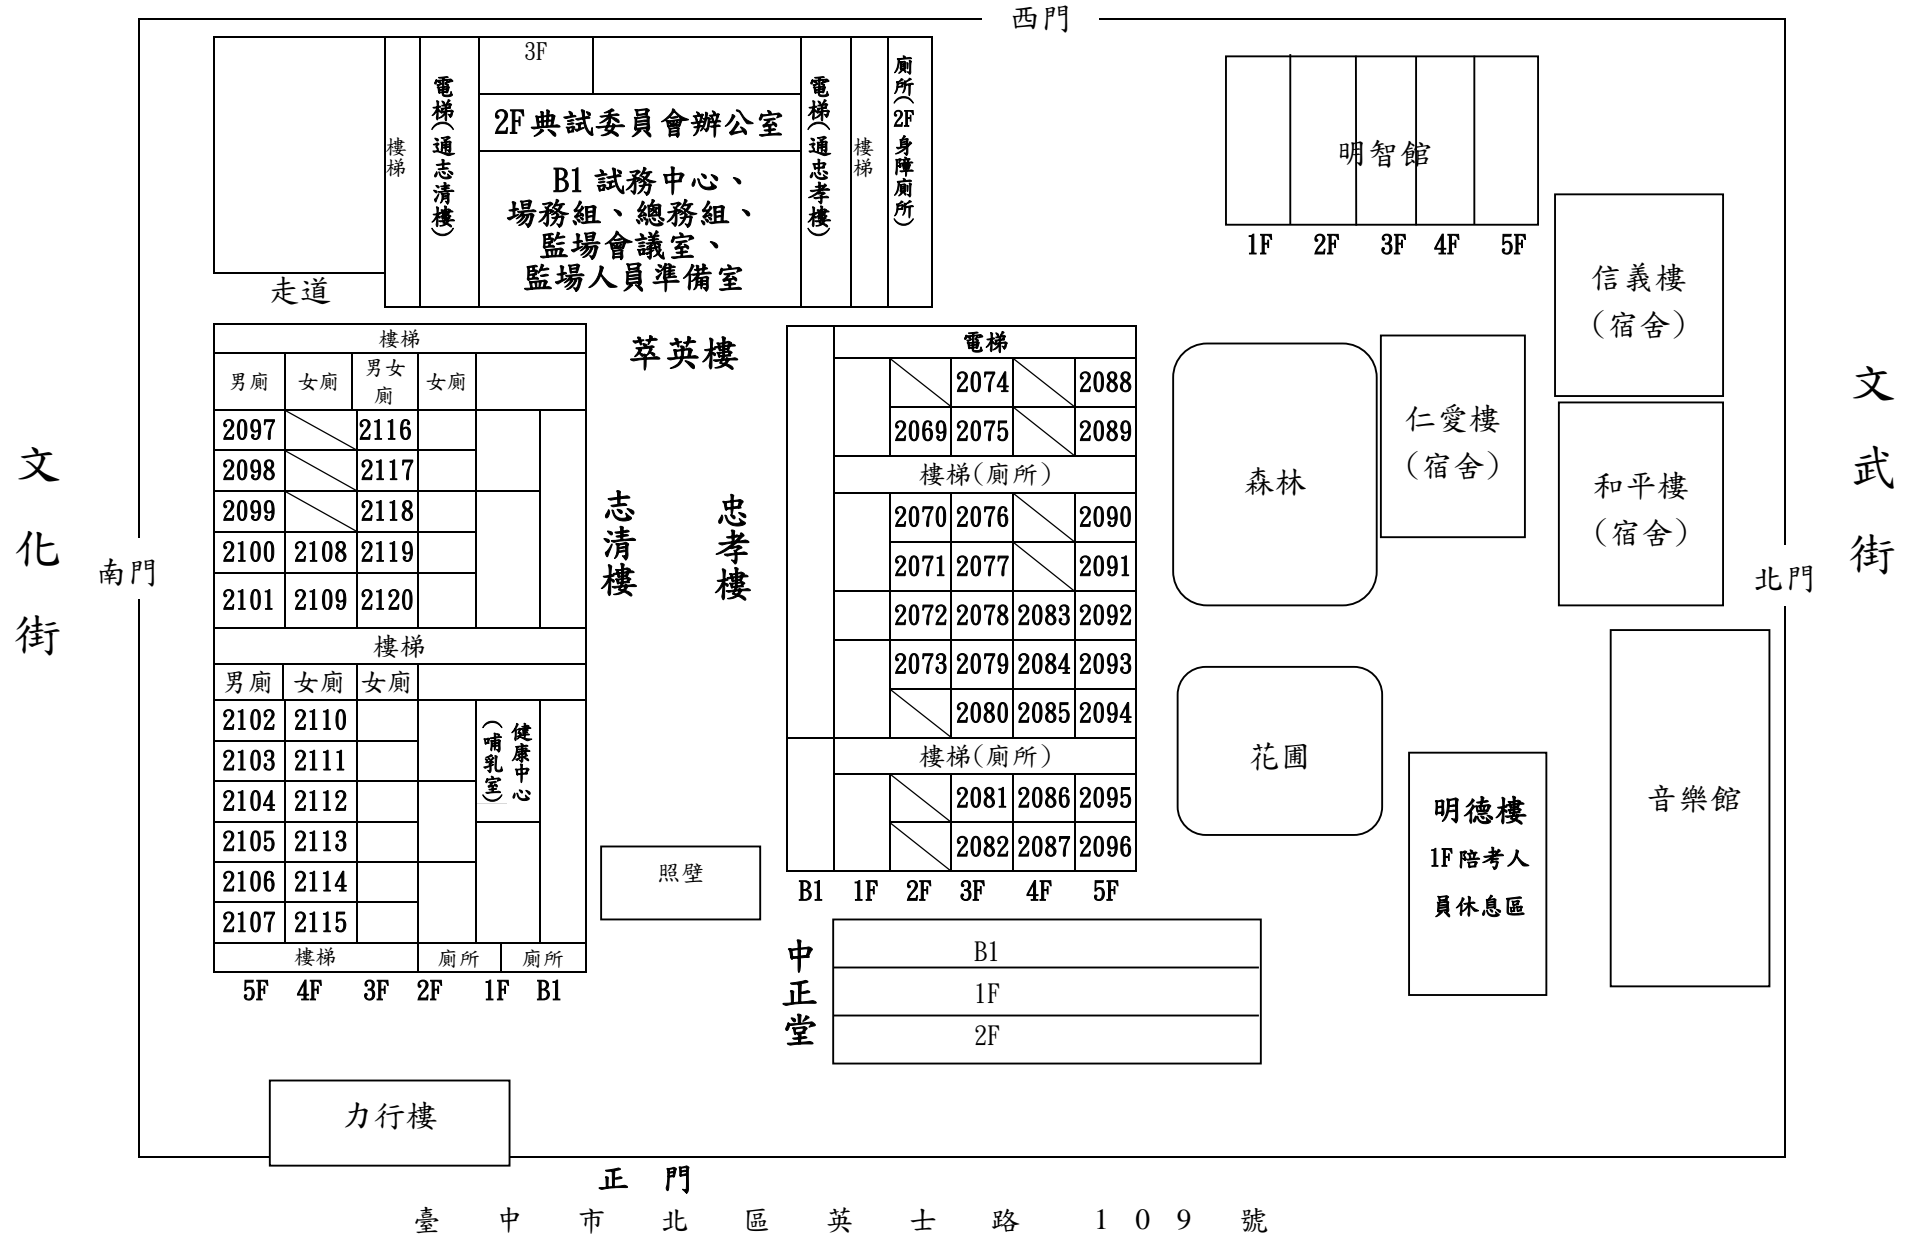 西門
3F
2F 典試委員會辦公室
B1 試務中心、
場務組、總務組、
監場會議室、
監場人員準備室
樓梯
電梯(通志清樓)
電梯(通忠孝樓)
樓梯
廁所(2F身障廁所)
走道
萃英樓
明智館
1F 2F 3F 4F 5F
信義樓
(宿舍)
仁愛樓
(宿舍)
和平樓
(宿舍)
文化街
南門
文武街
北門
樓梯
男廁 女廁 男女廁 女廁
2097 2116
2098 2117
2099 2118
2100 2108 2119
2101 2109 2120
樓梯
男廁 女廁 女廁
2102 2110
2103 2111
2104 2112
2105 2113
2106 2114
2107 2115
健康中心
(哺乳室)
樓梯 廁所 廁所
5F 4F 3F 2F 1F B1
志清樓
忠孝樓
電梯
2074 2088
2069 2075 2089
樓梯(廁所)
2070 2076 2090
2071 2077 2091
2072 2078 2083 2092
2073 2079 2084 2093
2080 2085 2094
樓梯(廁所)
2081 2086 2095
2082 2087 2096
B1 1F 2F 3F 4F 5F
森林
花圃
照壁
明德樓
1F陪考人
員休息區
音樂館
中正堂
B1
1F
2F
力行樓
正門
臺中市北區英士路109號